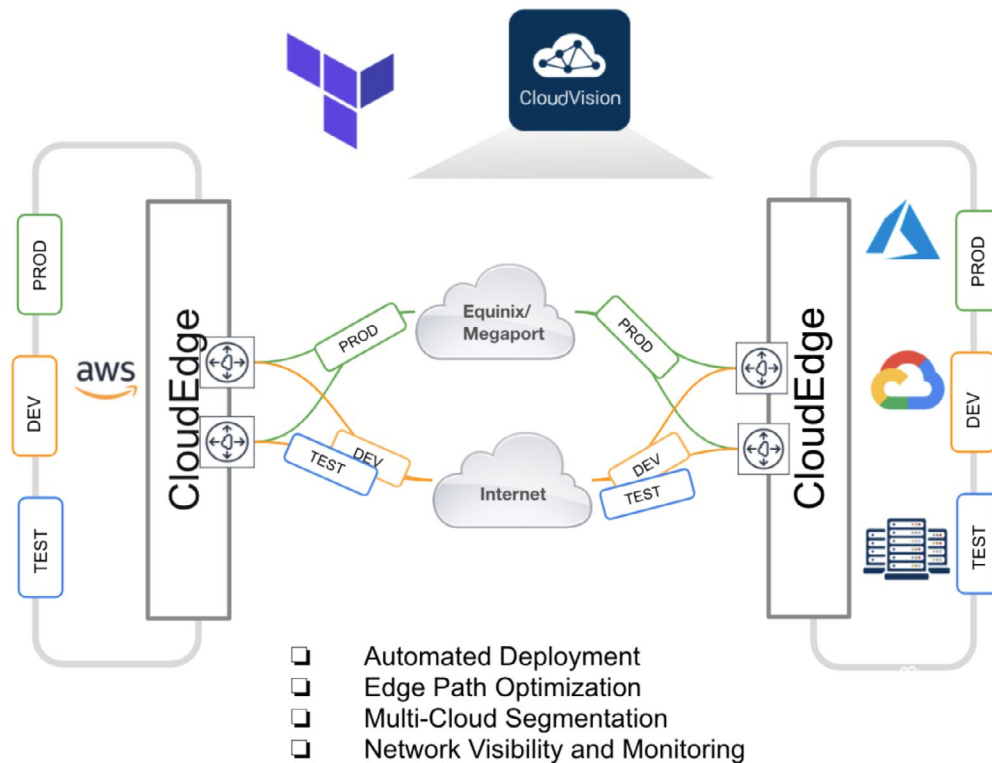 CloudVision
PROD
DEV
TEST
aws
CloudEdge
PROD
DEV
TEST
Equinix/
Megaport
Internet
PROD
DEV
TEST
CloudEdge
PROD
DEV
TEST
❏ Automated Deployment
❏ Edge Path Optimization
❏ Multi-Cloud Segmentation
❏ Network Visibility and Monitoring